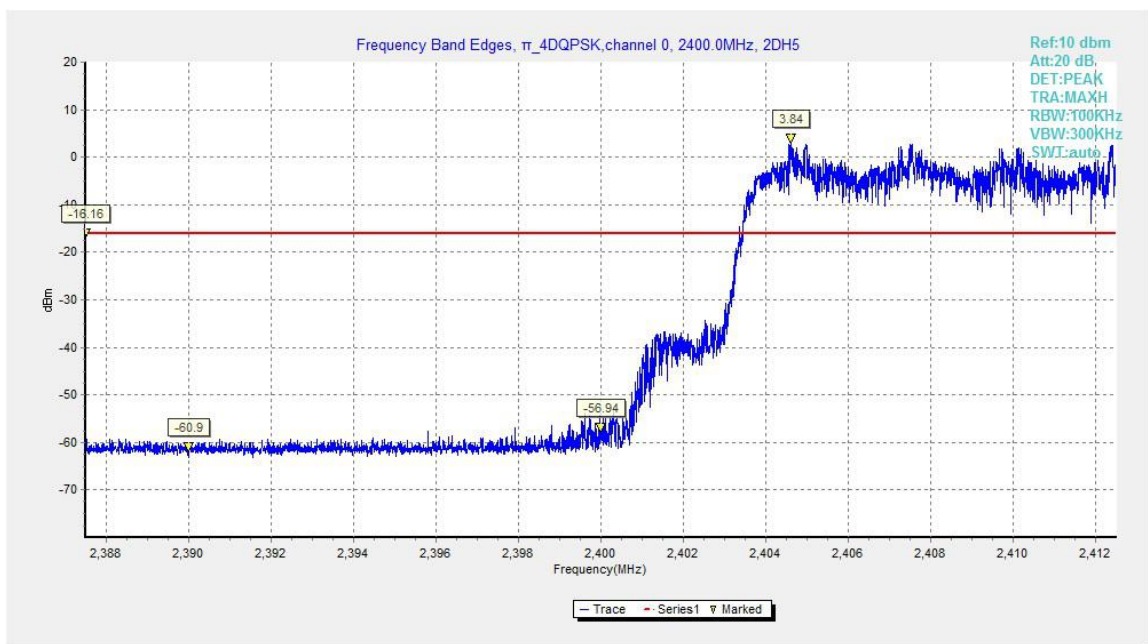 Frequency Band Edges, π_4DQPSK,channel 0, 2400.0MHz, 2DH5
Ref:10 dbm
Att:20 dB
DET:PEAK
TRA:MAXH
RBW:100KHz
VBW:300KHz
SWT:auto
20
10
0
-10
-20
-30
-40
-50
-60
-70
dBm
3.84
-16.16
-56.94
-60.9
2,388 2,390 2,392 2,394 2,396 2,398 2,400 2,402 2,404 2,406 2,408 2,410 2,412
Frequency(MHz)
Trace Series1 Marked